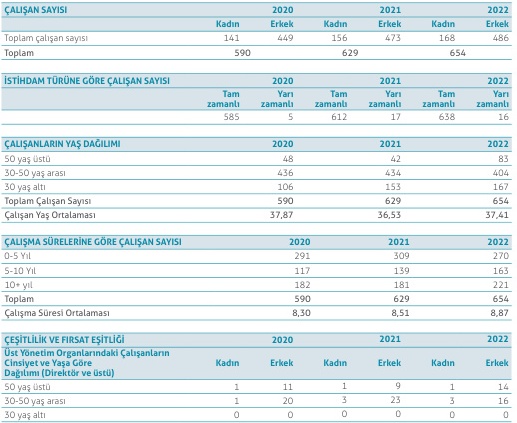 ÇALIŞAN SAYISI 2020 2021 2022
Kadın Erkek Kadın Erkek Kadın Erkek
Toplam çalışan sayısı 141 449 156 473 168 486
Toplam 590 629 654
İSTİHDAM TÜRÜNE GÖRE ÇALIŞAN SAYISI 2020 2021 2022
Tam Yarı Tam Yarı Tam Yarı
zamanlı zamanlı zamanlı zamanlı zamanlı zamanlı
585 5 612 17 638 16
ÇALIŞANLARIN YAŞ DAĞILIMI 2020 2021 2022
50 yaş üstü 48 42 83
30-50 yaş arası 436 434 404
30 yaş altı 106 153 167
Toplam Çalışan Sayısı 590 629 654
Çalışan Yaş Ortalaması 37,87 36,53 37,41
ÇALIŞMA SÜRELERİNE GÖRE ÇALIŞAN SAYISI 2020 2021 2022
0-5 Yıl 291 309 270
5-10 Yıl 117 139 163
10+ yıl 182 181 221
Toplam 590 629 654
Çalışma Süresi Ortalaması 8,30 8,51 8,87
ÇEŞİTLİLİK VE FIRSAT EŞİTLİĞİ 2020 2021 2022
Üst Yönetim Organlarındaki Çalışanların
Cinsiyet ve Yaşa Göre Kadın Erkek Kadın Erkek Kadın Erkek
Dağılımı (Direktör ve üstü)
50 yaş üstü 1 11 1 9 1 14
30-50 yaş arası 1 20 3 23 3 16
30 yaş altı 0 0 0 0 0 0